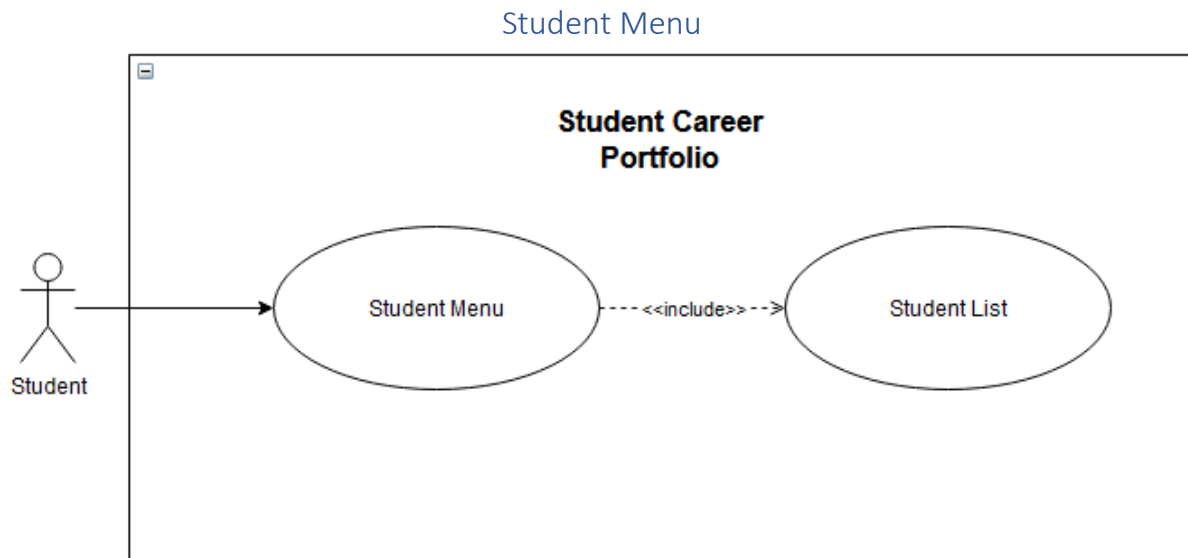 Student Menu
Student Career
Portfolio
Student Menu
<<include>>
Student List
Student